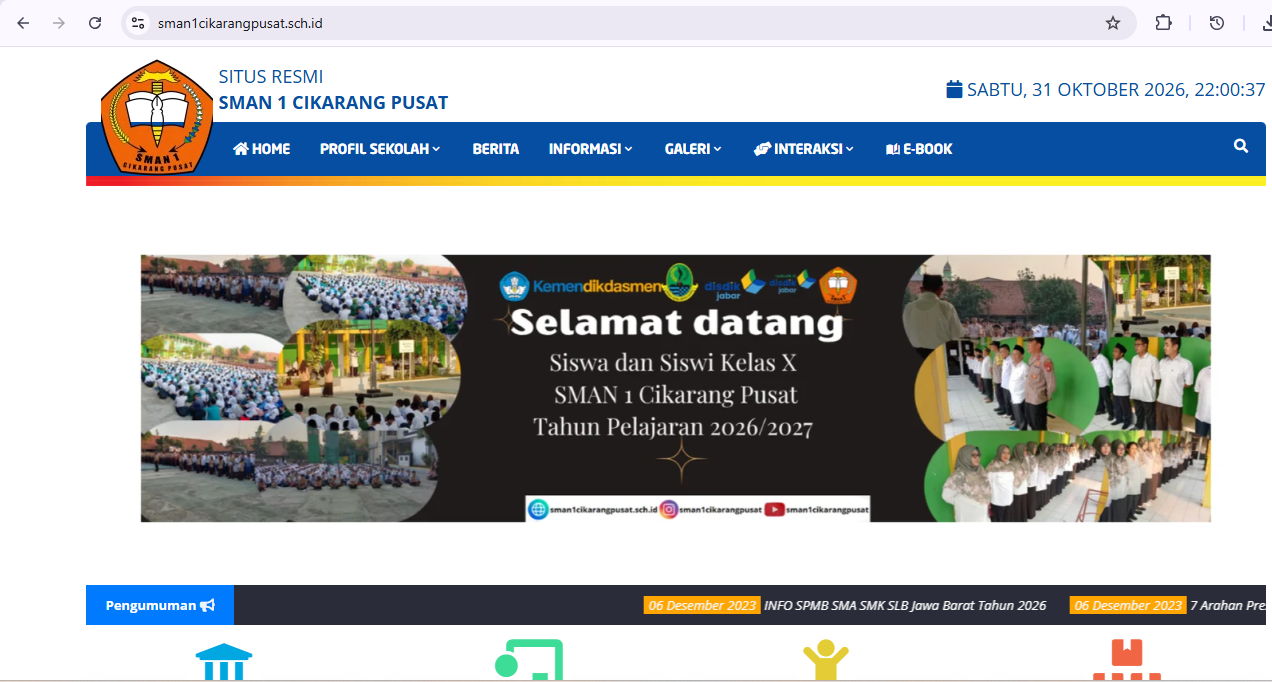 sman1cikarangpusat.sch.id
SITUS RESMI
SMAN 1 CIKARANG PUSAT
SABTU, 31 OKTOBER 2026, 22:00:37
SMAN 1
CIKARANG PUSAT
HOME PROFIL SEKOLAH BERITA INFORMASI GALERI INTERAKSI E-BOOK
Kemendikdasmen disdik jabar disdik jabar
Selamat datang
Siswa dan Siswi Kelas X
SMAN 1 Cikarang Pusat
Tahun Pelajaran 2026/2027
sman1cikarangpusat.sch.id sman1cikarangpusat sman1cikarangpusat
Pengumuman 06 Desember 2023 INFO SPMB SMA SMK SLB Jawa Barat Tahun 2026 06 Desember 2023 7 Arahan Pre